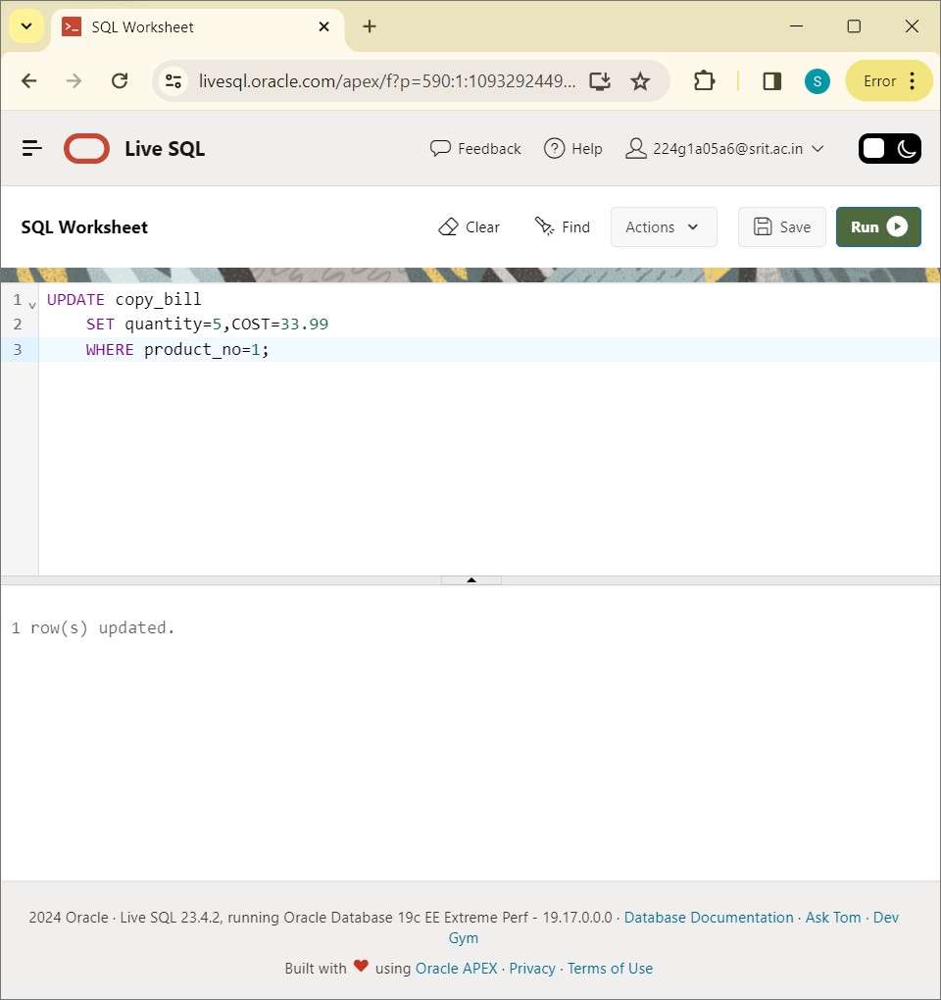 SQL Worksheet
livesql.oracle.com/apex/f?p=590:1:1093292449...
S
Error
Live SQL
Feedback
Help
224g1a05a6@srit.ac.in
SQL Worksheet
Clear
Find
Actions
Save
Run
1 UPDATE copy_bill
2 SET quantity=5,COST=33.99
3 WHERE product_no=1;
1 row(s) updated.
2024 Oracle · Live SQL 23.4.2, running Oracle Database 19c EE Extreme Perf - 19.17.0.0.0 · Database Documentation · Ask Tom · Dev
Gym
Built with ❤ using Oracle APEX · Privacy · Terms of Use